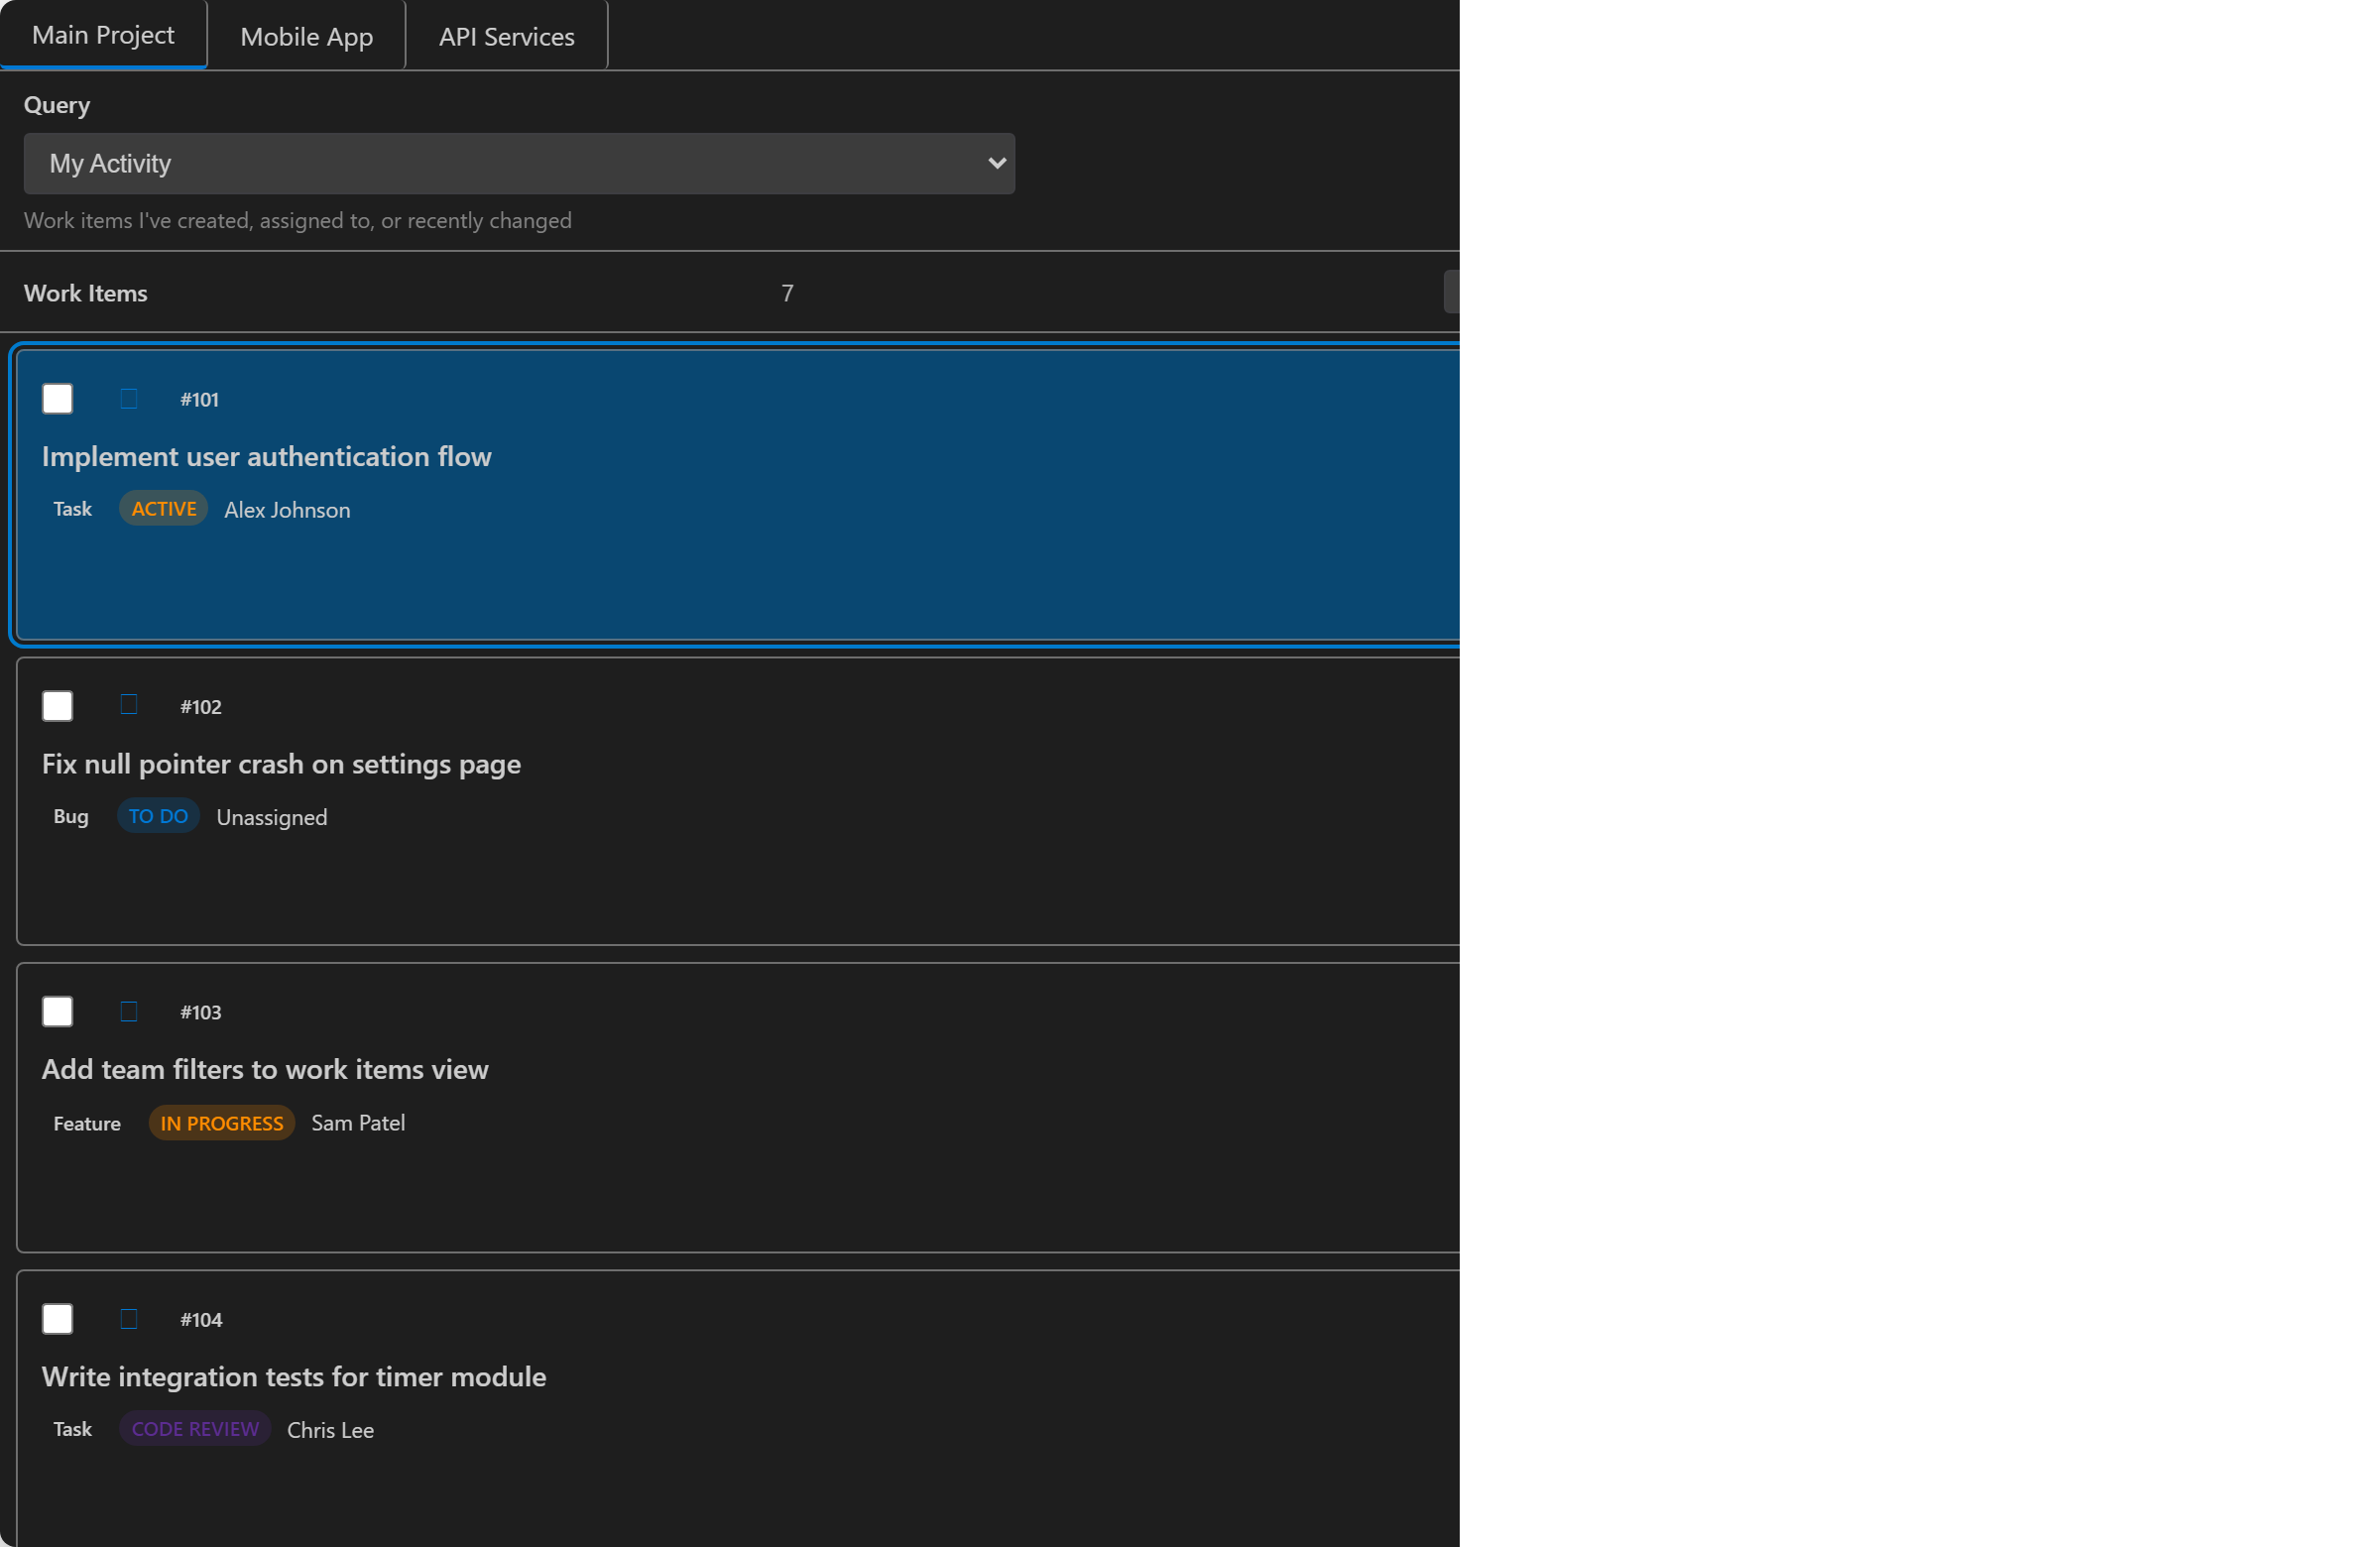 Main Project
Mobile App
API Services
Query
My Activity
Work items I've created, assigned to, or recently changed
Work Items
7
#101
Implement user authentication flow
Task ACTIVE Alex Johnson
#102
Fix null pointer crash on settings page
Bug TO DO Unassigned
#103
Add team filters to work items view
Feature IN PROGRESS Sam Patel
#104
Write integration tests for timer module
Task CODE REVIEW Chris Lee